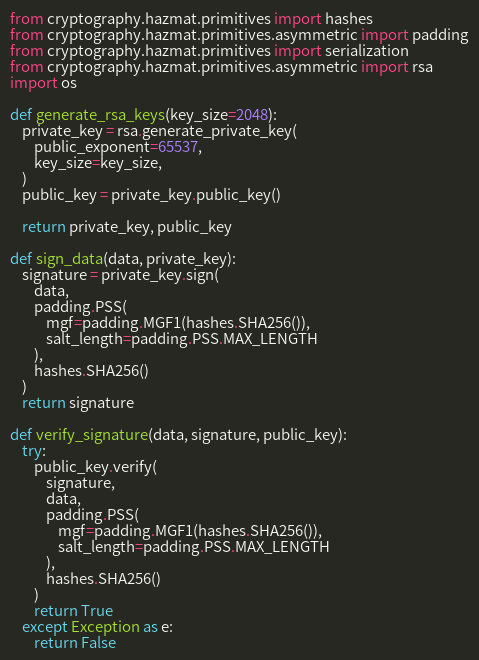 from cryptography.hazmat.primitives import hashes
from cryptography.hazmat.primitives.asymmetric import padding
from cryptography.hazmat.primitives import serialization
from cryptography.hazmat.primitives.asymmetric import rsa
import os

def generate_rsa_keys(key_size=2048):
    private_key = rsa.generate_private_key(
        public_exponent=65537,
        key_size=key_size,
    )
    public_key = private_key.public_key()

    return private_key, public_key

def sign_data(data, private_key):
    signature = private_key.sign(
        data,
        padding.PSS(
            mgf=padding.MGF1(hashes.SHA256()),
            salt_length=padding.PSS.MAX_LENGTH
        ),
        hashes.SHA256()
    )
    return signature

def verify_signature(data, signature, public_key):
    try:
        public_key.verify(
            signature,
            data,
            padding.PSS(
                mgf=padding.MGF1(hashes.SHA256()),
                salt_length=padding.PSS.MAX_LENGTH
            ),
            hashes.SHA256()
        )
        return True
    except Exception as e:
        return False